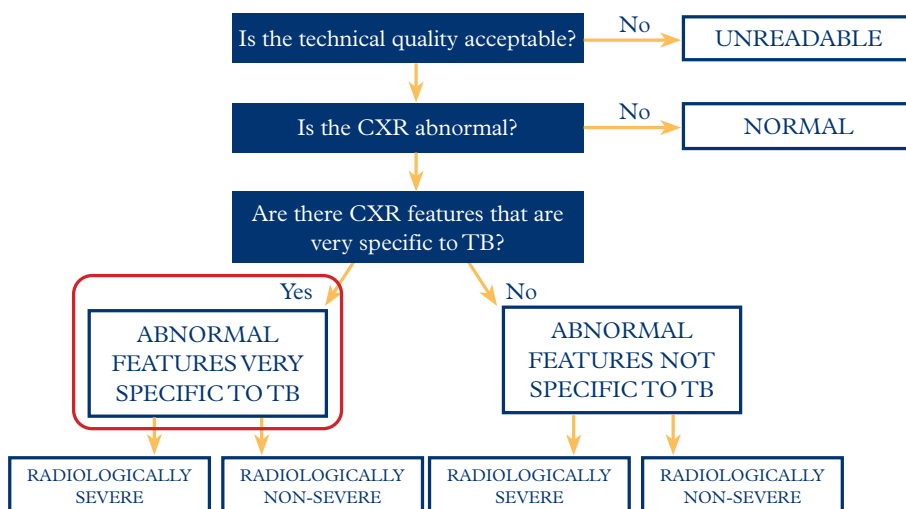 Is the technical quality acceptable?
No
UNREADABLE
Is the CXR abnormal?
No
NORMAL
Are there CXR features that are
very specific to TB?
Yes
No
ABNORMAL
FEATURES VERY
SPECIFIC TO TB
ABNORMAL
FEATURES NOT
SPECIFIC TO TB
RADIOLOGICALLY
SEVERE
RADIOLOGICALLY
NON-SEVERE
RADIOLOGICALLY
SEVERE
RADIOLOGICALLY
NON-SEVERE